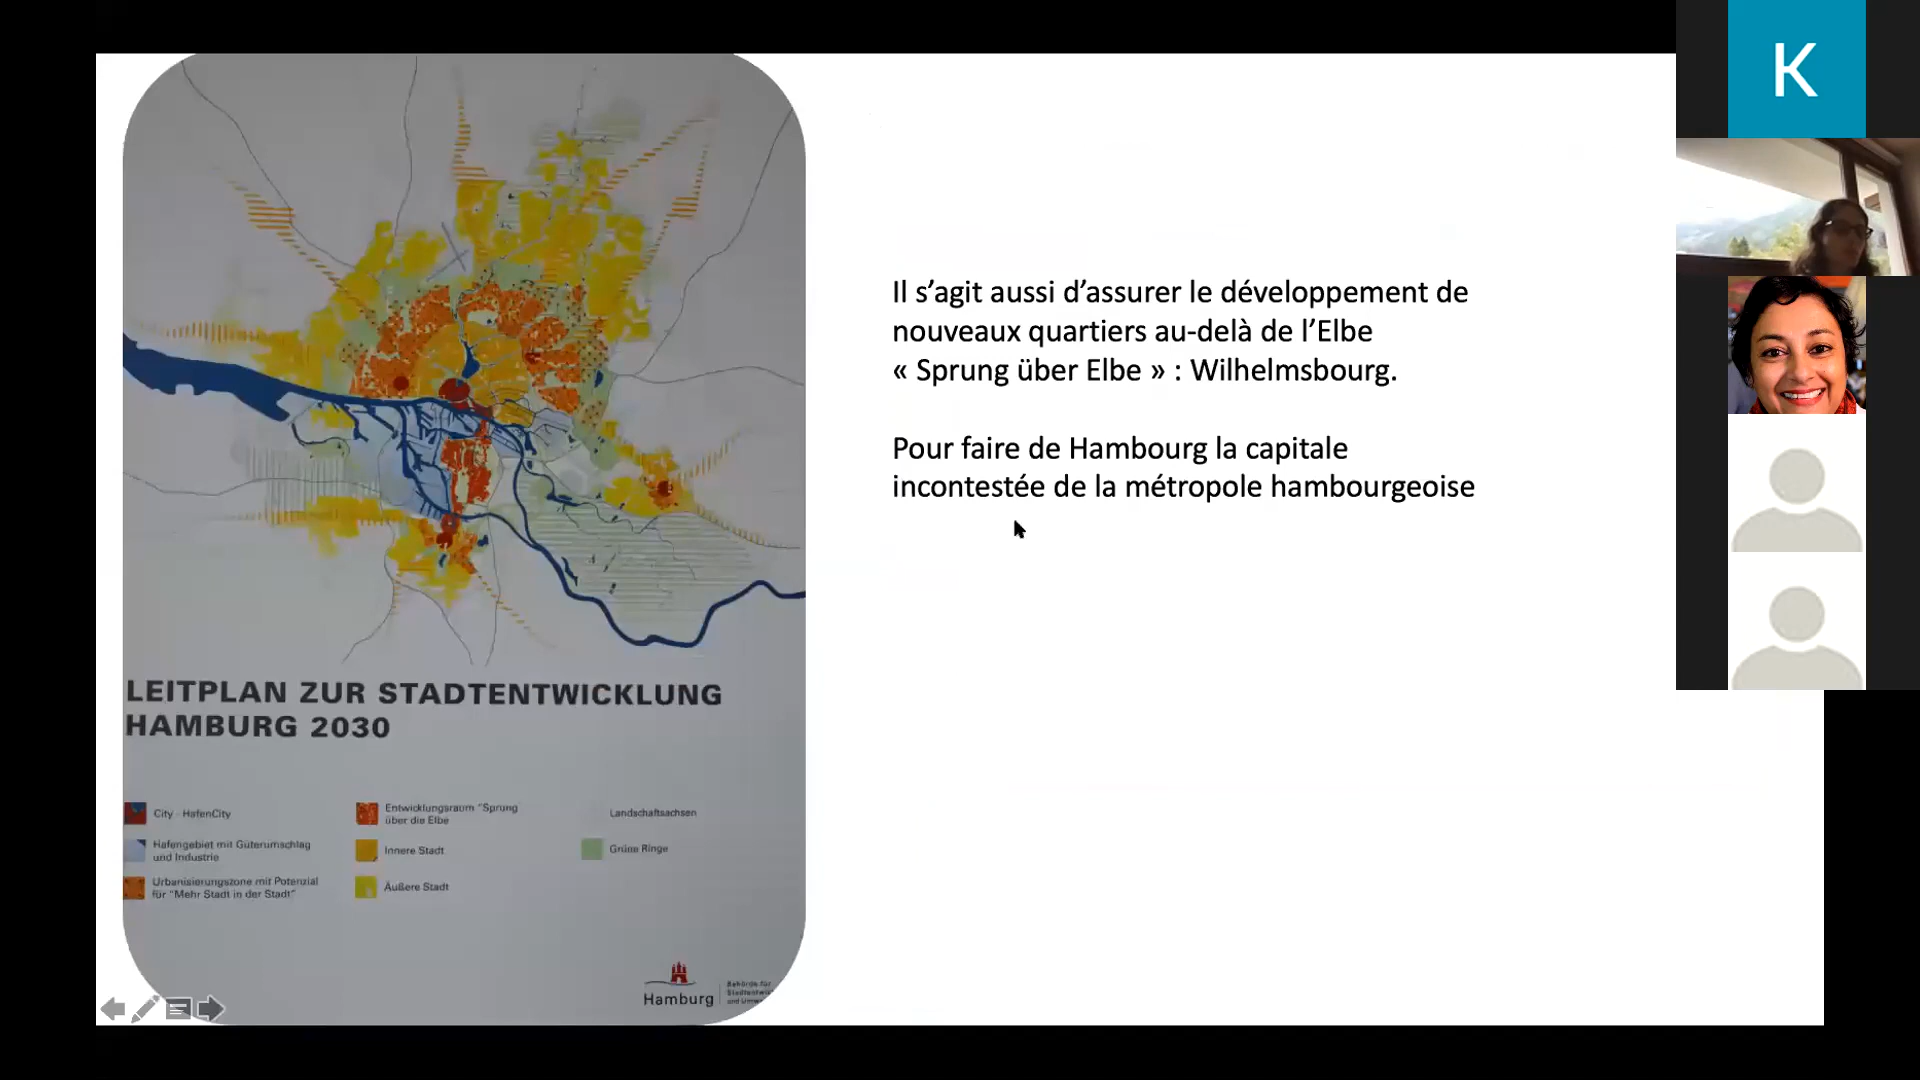 LEITPLAN ZUR STADTENTWICKLUNG
HAMBURG 2030
City - HafenCity
Hafengebiet mit Güterumschlag
und Industrie
Urbanisierungszone mit Potenzial
für "Mehr Stadt in der Stadt"
Entwicklungsraum "Sprung
über die Elbe
Innere Stadt
Äußere Stadt
Landschaftsachsen
Grüne Ringe
Hamburg
Behörde für
Il s’agit aussi d’assurer le développement de
nouveaux quartiers au-delà de l’Elbe
« Sprung über Elbe » : Wilhelmsbourg.
Pour faire de Hambourg la capitale
incontestée de la métropole hambourgeoise
K